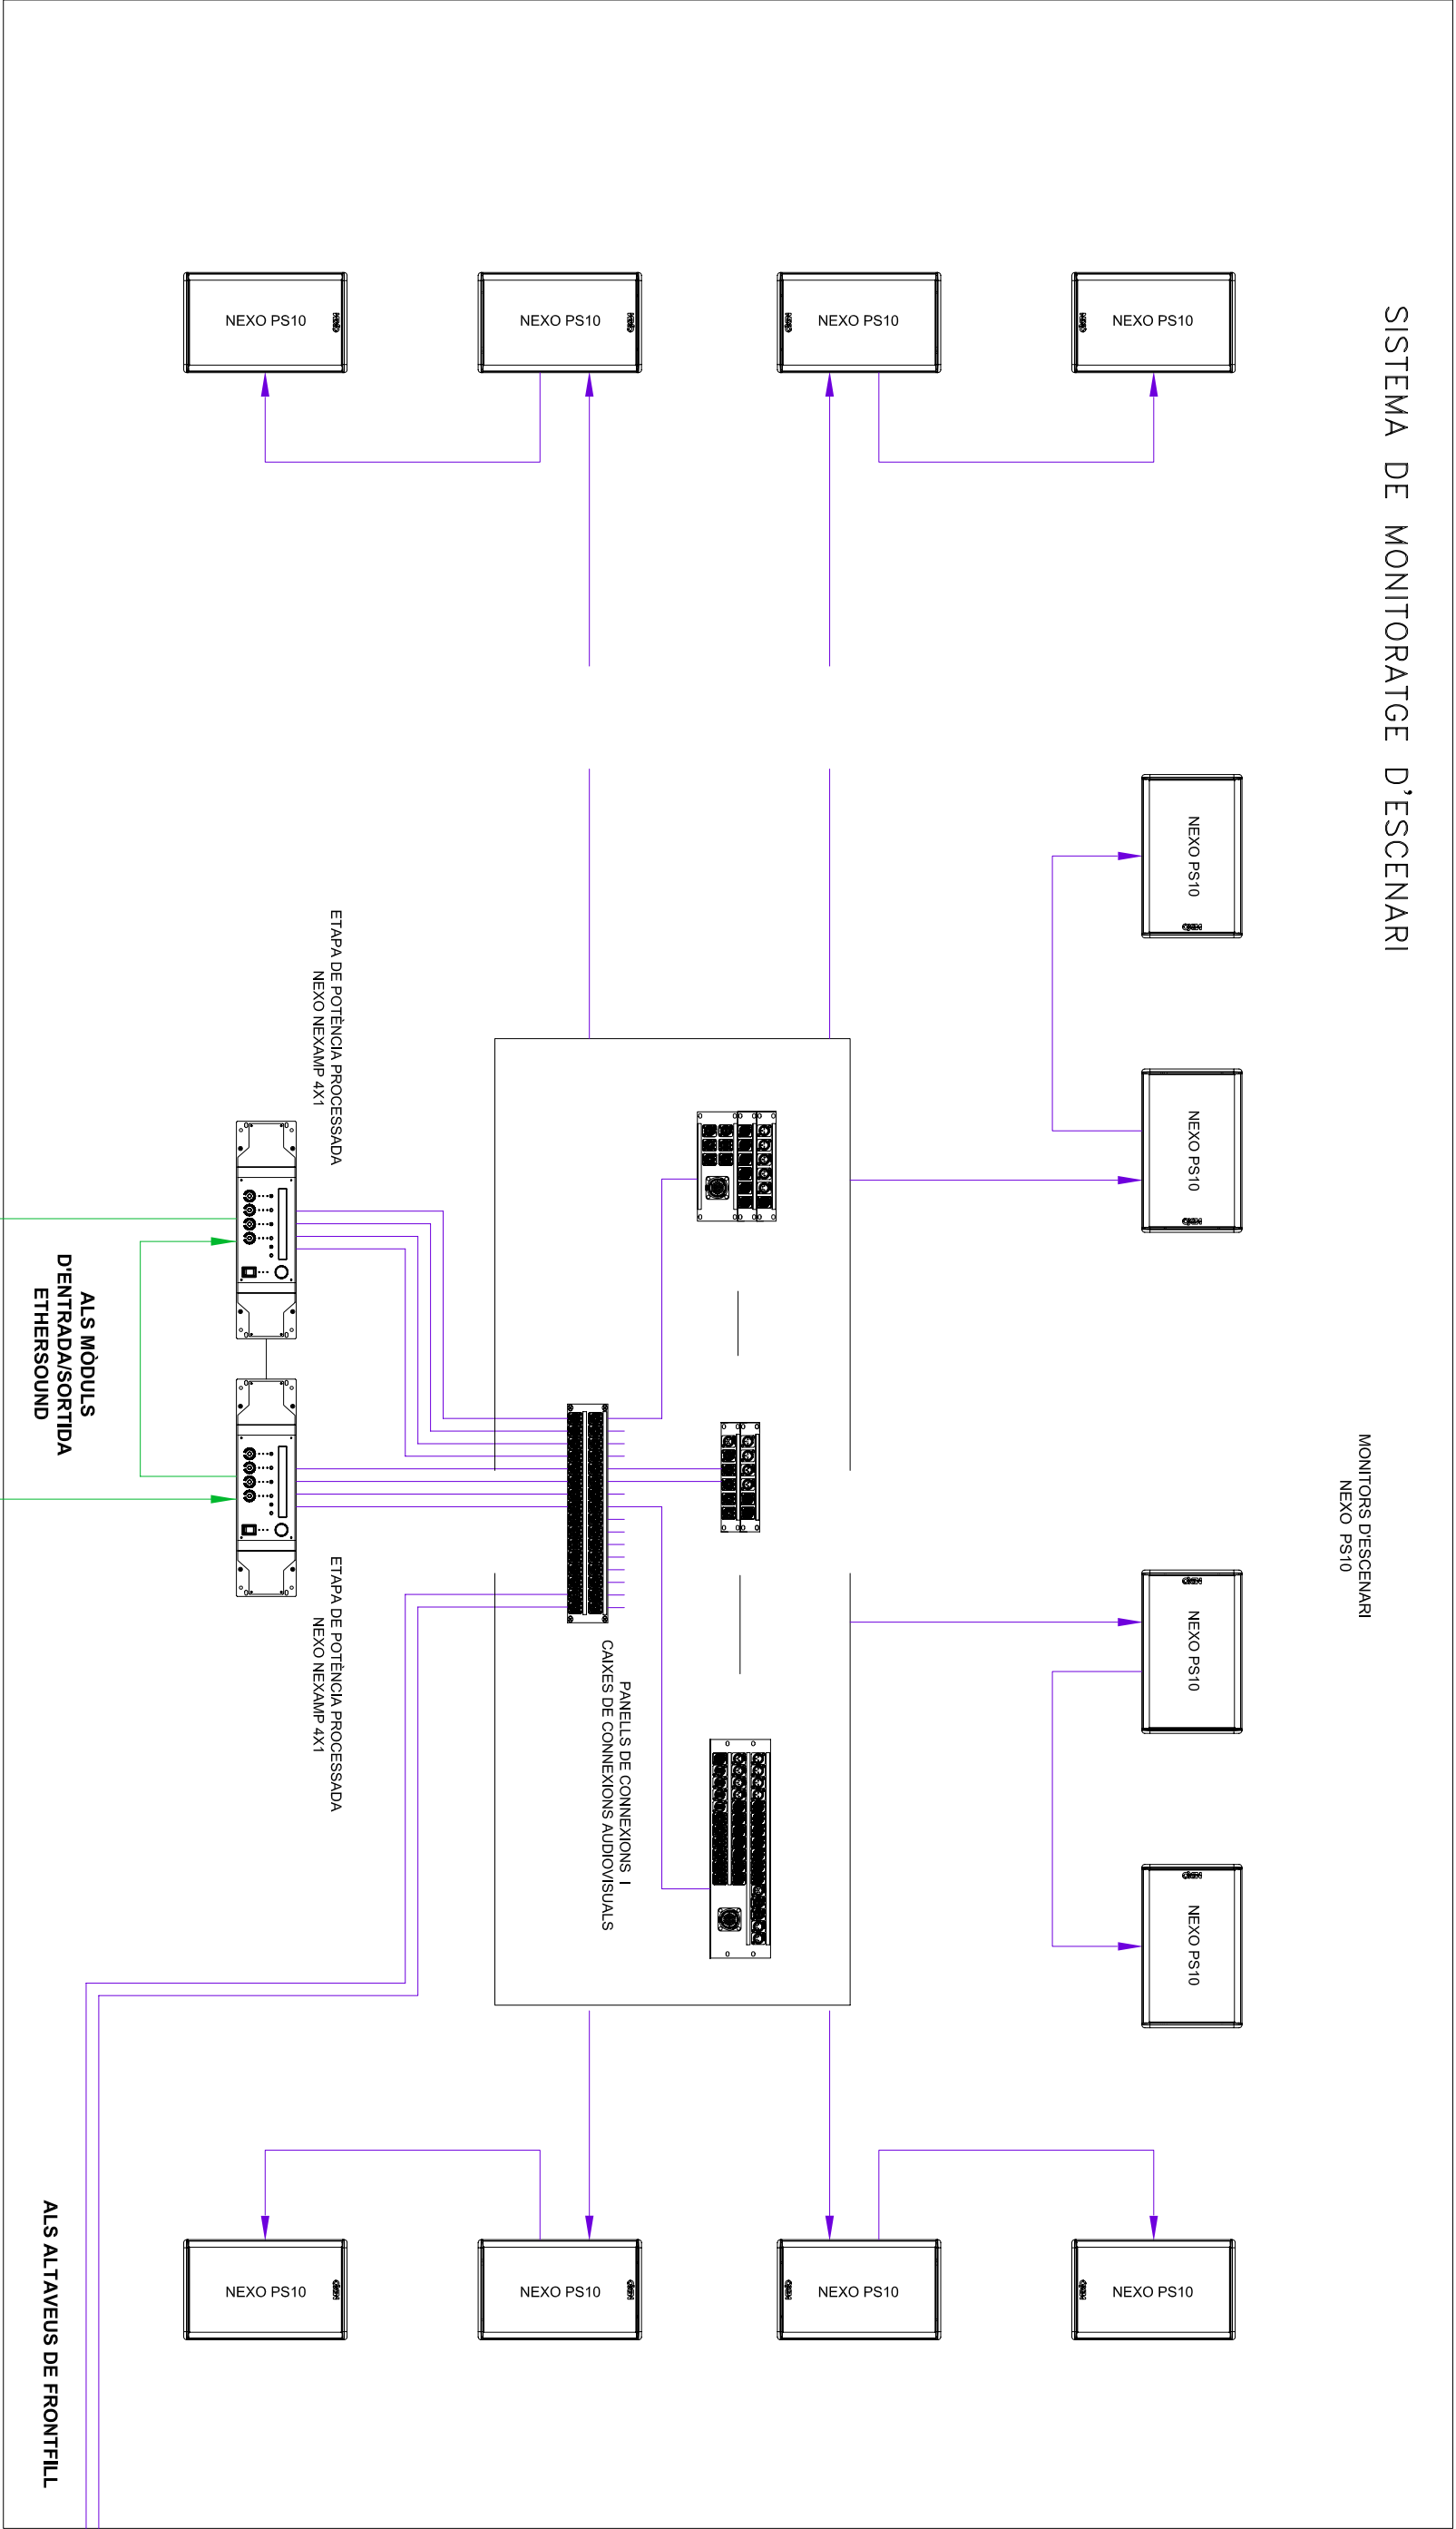 SISTEMA DE MONITORATGE D'ESCENARI
MONITORS D'ESCENARI
NEXO PS10
NEXO PS10
NEXO PS10
NEXO PS10
NEXO PS10
NEXO PS10
NEXO PS10
NEXO PS10
NEXO PS10
NEXO PS10
NEXO PS10
NEXO PS10
NEXO PS10
PANELLS DE CONNEXIONS I
CAIXES DE CONNEXIONS AUDIOVISUALS
ETAPA DE POTÈNCIA PROCESSADA
NEXO NEXAMP 4X1
ETAPA DE POTÈNCIA PROCESSADA
NEXO NEXAMP 4X1
ALS MÒDULS
D'ENTRADA/SORTIDA
ETHERSOUND
ALS ALTAVEUS DE FRONTFILL